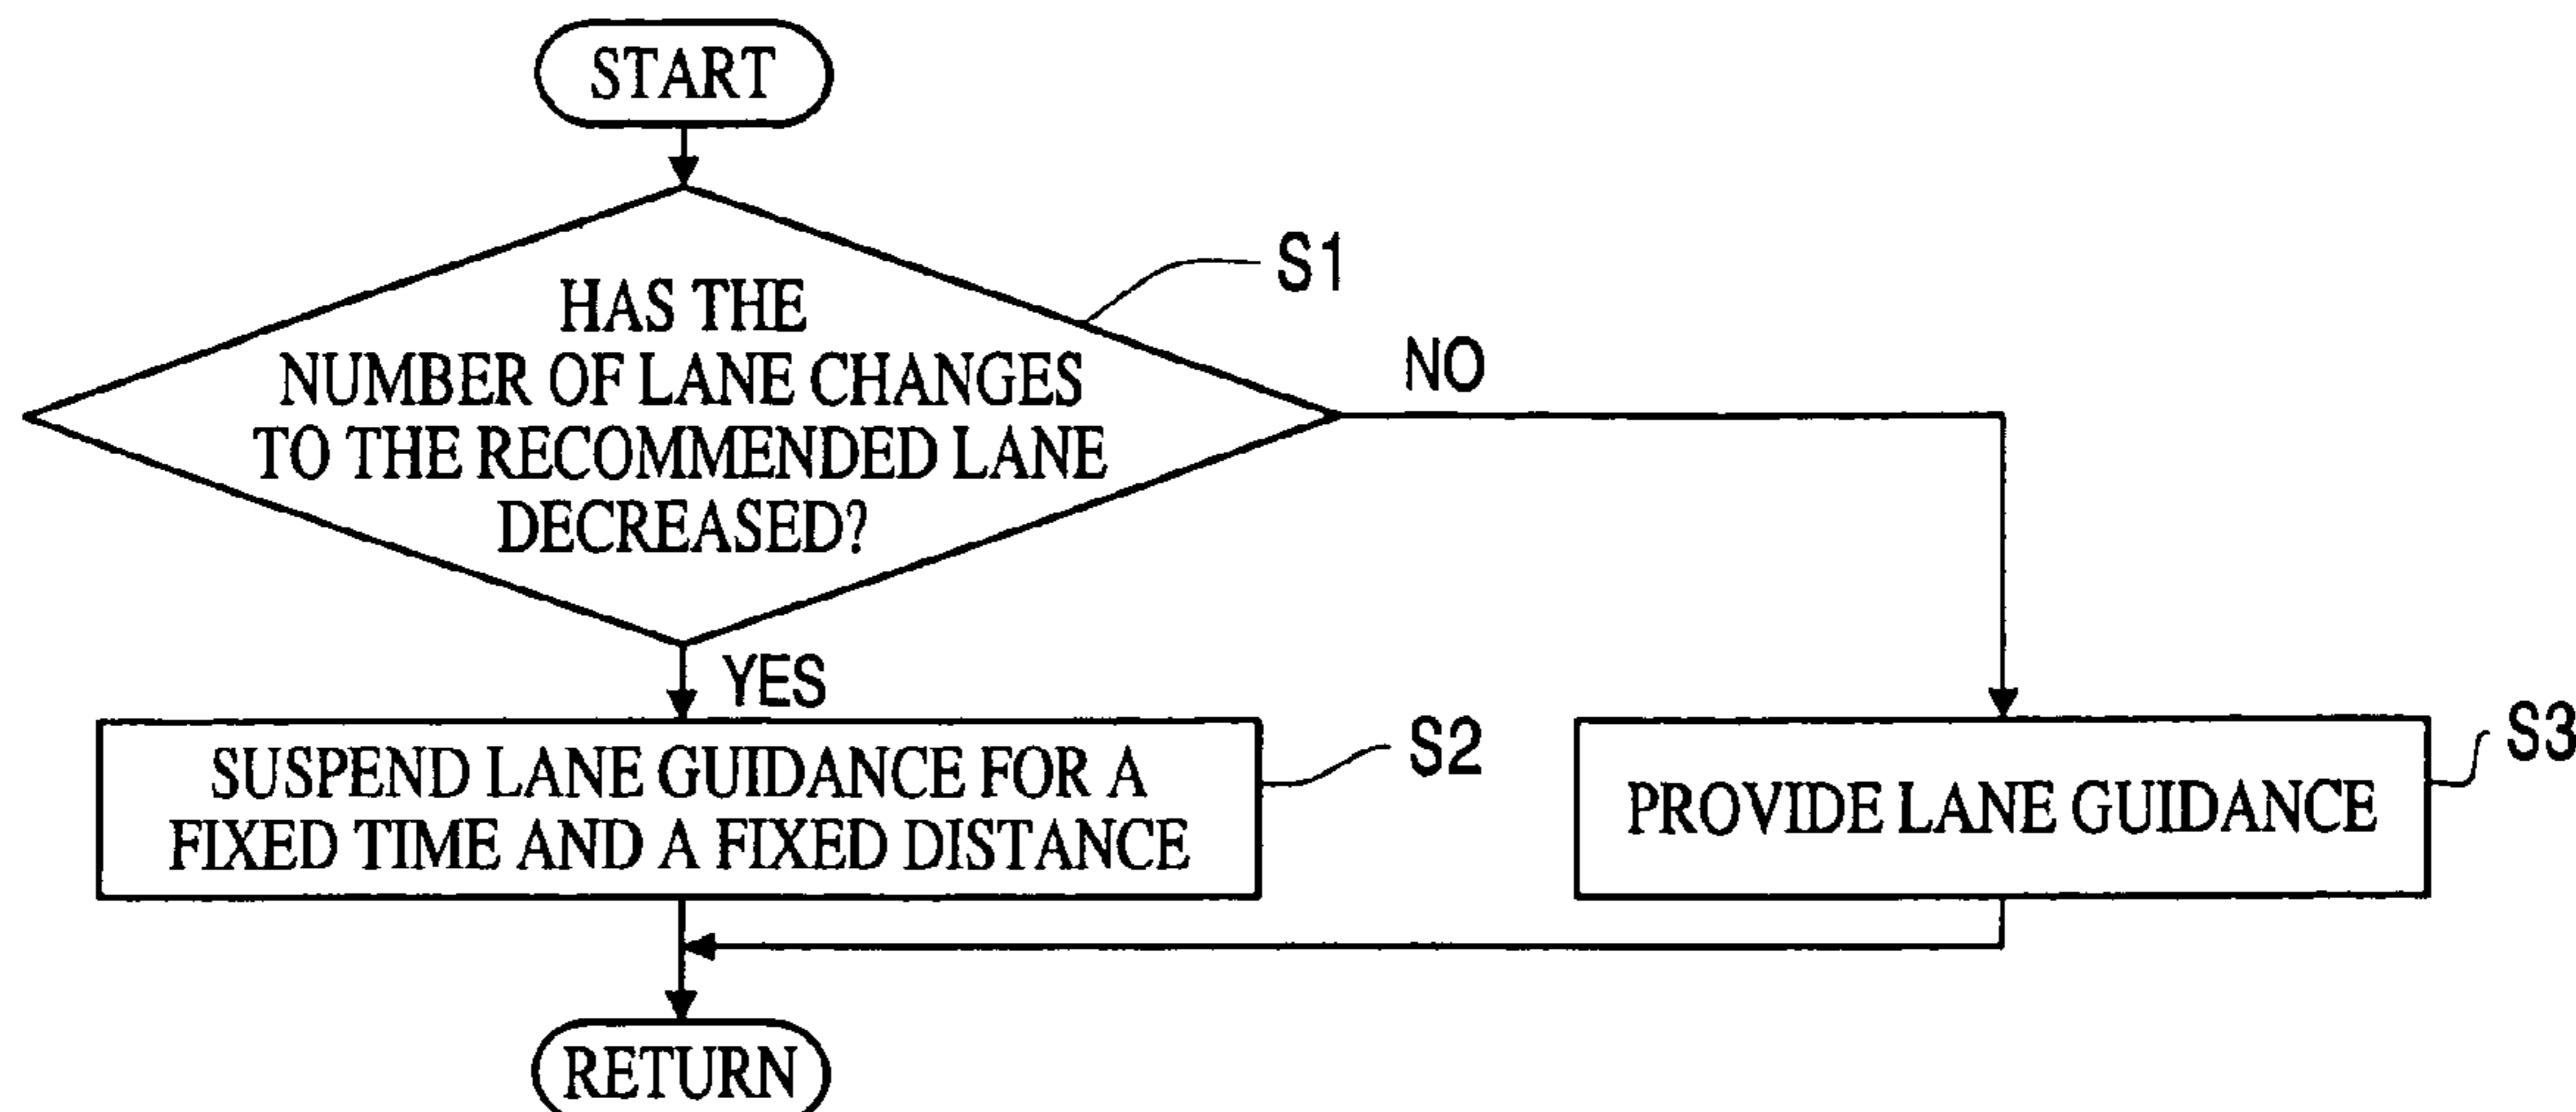 START
S1
HAS THE
NUMBER OF LANE CHANGES
TO THE RECOMMENDED LANE
DECREASED?
NO
YES
SUSPEND LANE GUIDANCE FOR A
FIXED TIME AND A FIXED DISTANCE
S2
PROVIDE LANE GUIDANCE
S3
RETURN